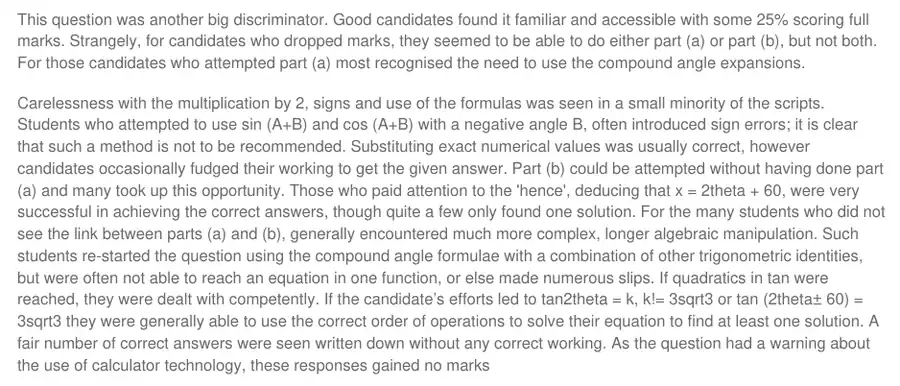 This question was another big discriminator. Good candidates found it familiar and accessible with some 25% scoring full
marks. Strangely, for candidates who dropped marks, they seemed to be able to do either part (a) or part (b), but not both.
For those candidates who attempted part (a) most recognised the need to use the compound angle expansions.
Carelessness with the multiplication by 2, signs and use of the formulas was seen in a small minority of the scripts.
Students who attempted to use sin (A+B) and cos (A+B) with a negative angle B, often introduced sign errors; it is clear
that such a method is not to be recommended. Substituting exact numerical values was usually correct, however
candidates occasionally fudged their working to get the given answer. Part (b) could be attempted without having done part
(a) and many took up this opportunity. Those who paid attention to the 'hence', deducing that x = 2theta + 60, were very
successful in achieving the correct answers, though quite a few only found one solution. For the many students who did not
see the link between parts (a) and (b), generally encountered much more complex, longer algebraic manipulation. Such
students re-started the question using the compound angle formulae with a combination of other trigonometric identities,
but were often not able to reach an equation in one function, or else made numerous slips. If quadratics in tan were
reached, they were dealt with competently. If the candidate's efforts led to tan2theta = k, k!= 3sqrt3 or tan (2theta± 60) =
3sqrt3 they were generally able to use the correct order of operations to solve their equation to find at least one solution. A
fair number of correct answers were seen written down without any correct working. As the question had a warning about
the use of calculator technology, these responses gained no marks